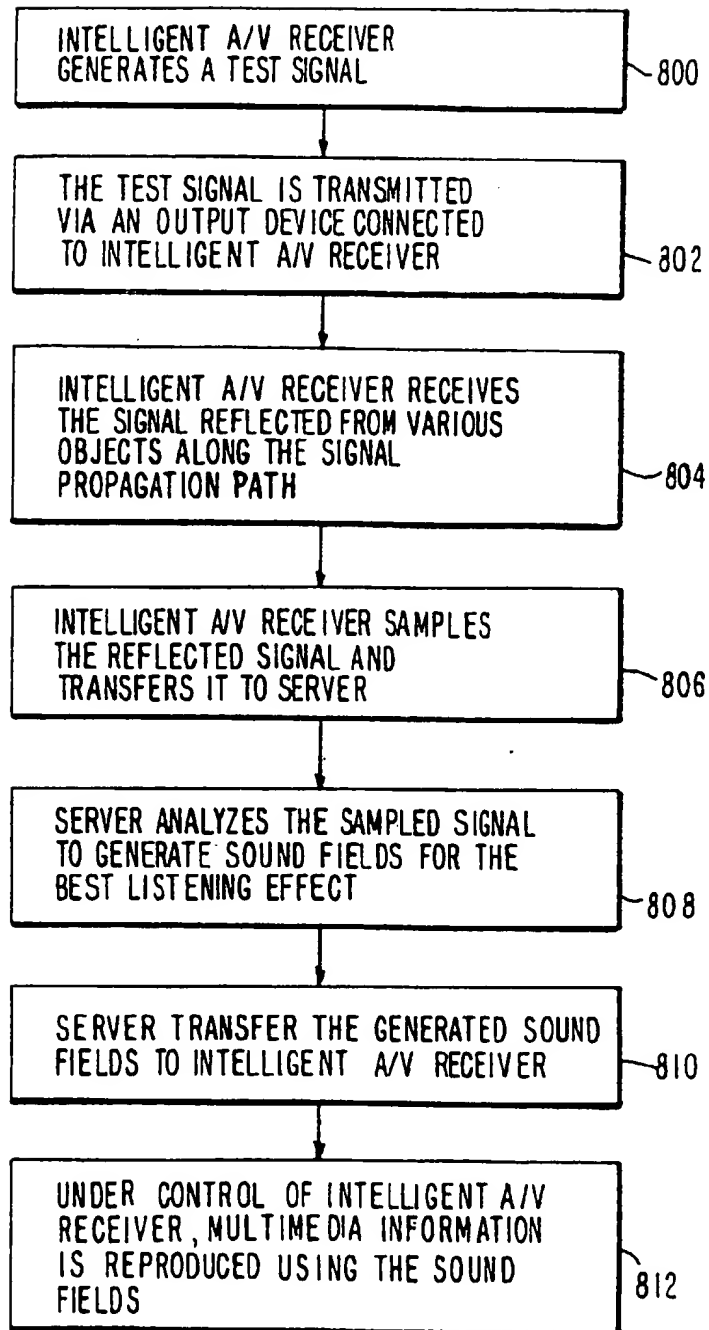 INTELLIGENT A/V RECEIVER
GENERATES A TEST SIGNAL
800
THE TEST SIGNAL IS TRANSMITTED
VIA AN OUTPUT DEVICE CONNECTED
TO INTELLIGENT A/V RECEIVER
802
INTELLIGENT A/V RECEIVER RECEIVES
THE SIGNAL REFLECTED FROM VARIOUS
OBJECTS ALONG THE SIGNAL
PROPAGATION PATH
804
INTELLIGENT A/V RECEIVER SAMPLES
THE REFLECTED SIGNAL AND
TRANSFERS IT TO SERVER
806
SERVER ANALYZES THE SAMPLED SIGNAL
TO GENERATE SOUND FIELDS FOR THE
BEST LISTENING EFFECT
808
SERVER TRANSFER THE GENERATED SOUND
FIELDS TO INTELLIGENT A/V RECEIVER
810
UNDER CONTROL OF INTELLIGENT A/V
RECEIVER, MULTIMEDIA INFORMATION
IS REPRODUCED USING THE SOUND
FIELDS
812